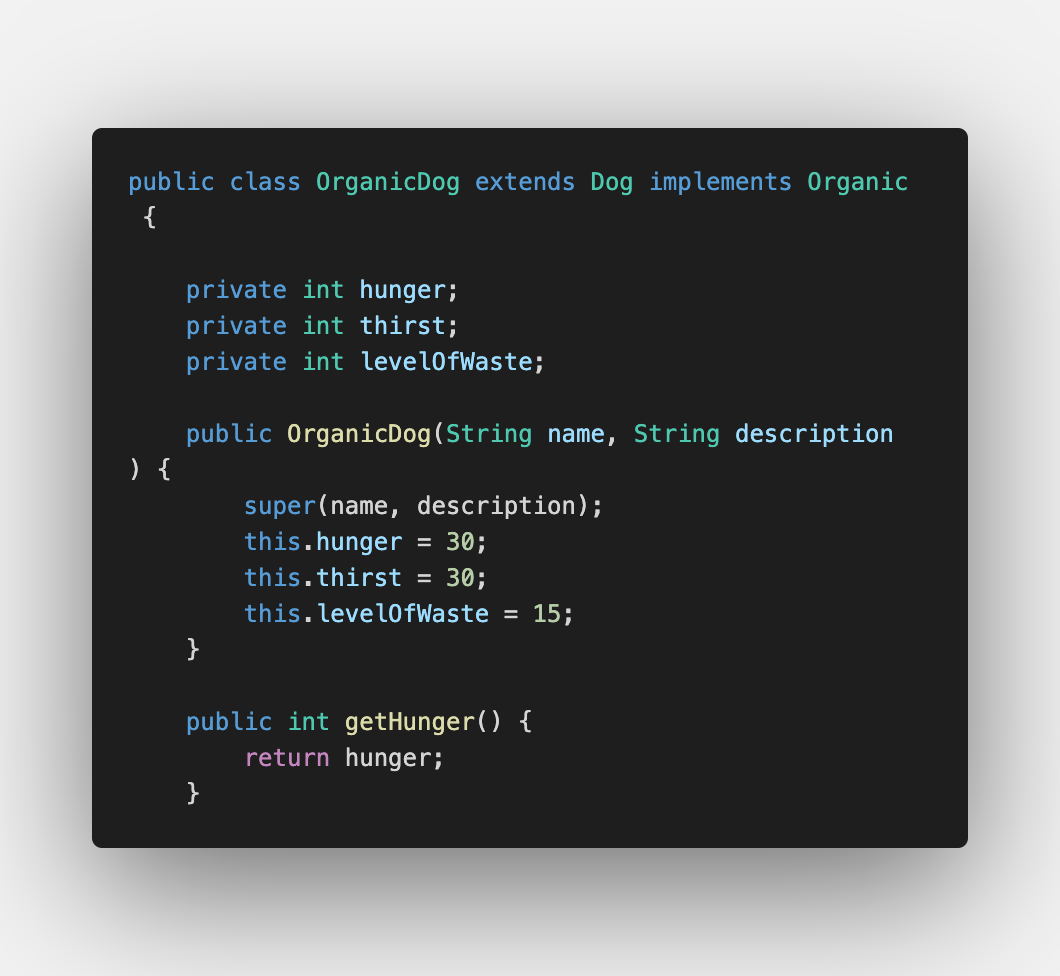 public class OrganicDog extends Dog implements Organic
 {

    private int hunger;
    private int thirst;
    private int levelOfWaste;

    public OrganicDog(String name, String description
) {
        super(name, description);
        this.hunger = 30;
        this.thirst = 30;
        this.levelOfWaste = 15;
    }

    public int getHunger() {
        return hunger;
    }